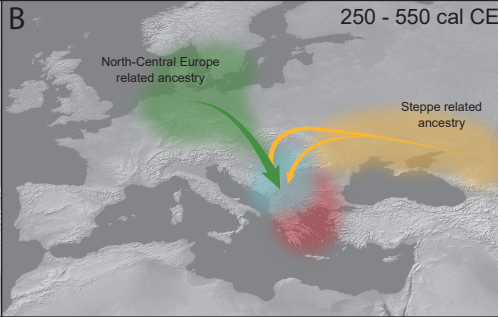 B
250 - 550 cal CE
North-Central Europe
related ancestry
Steppe related
ancestry